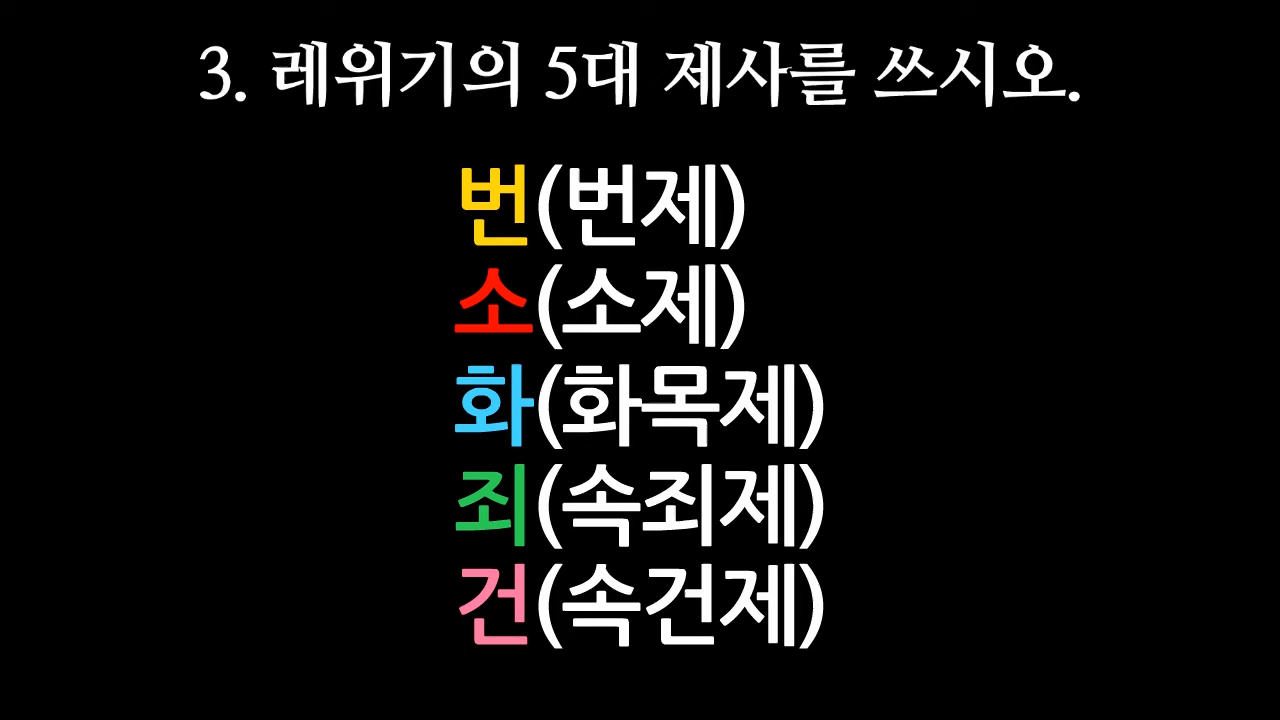 3. 레위기의 5대 제사를 쓰시오.
번(번제)
소(소제)
화(화목제)
죄(속죄제)
건(속건제)